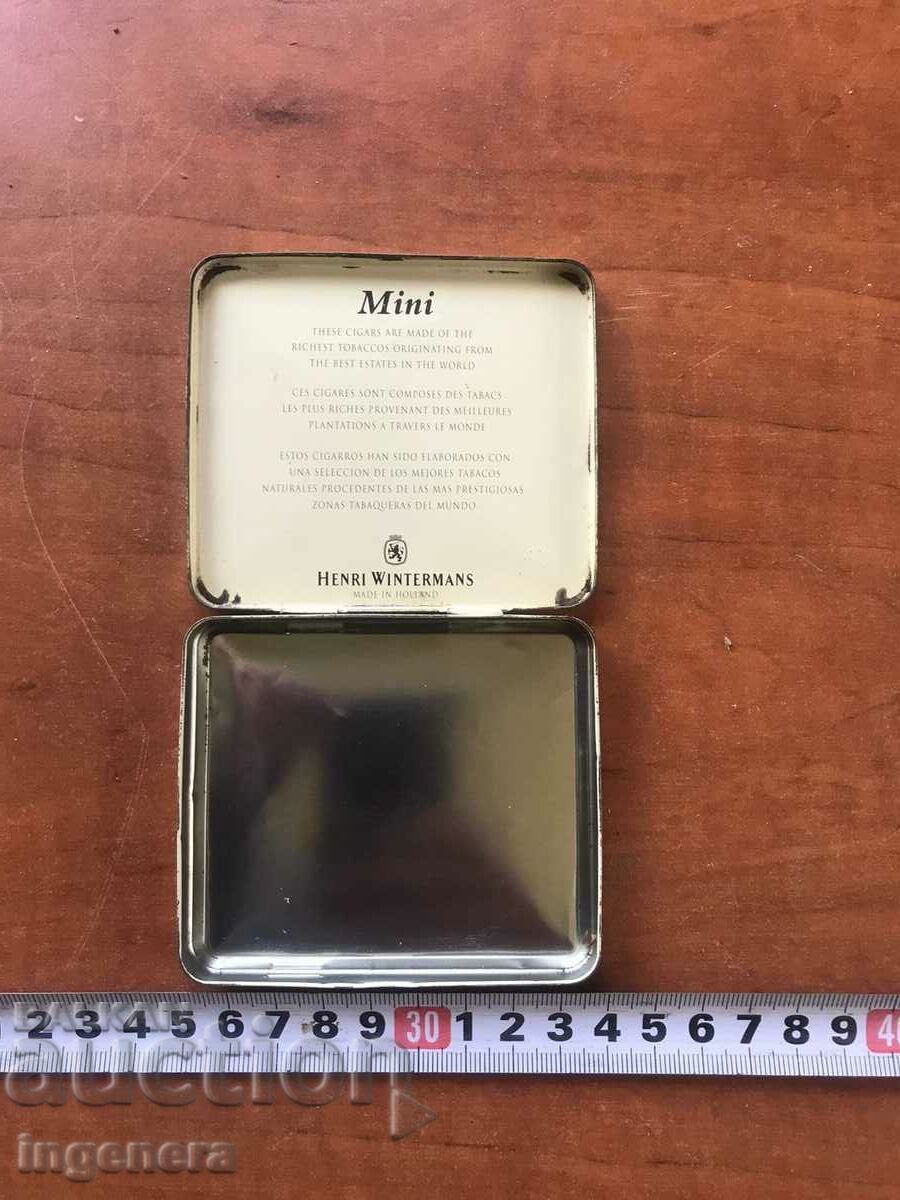 Mini
THESE CIGARS ARE MADE OF THE
RICHEST TOBACCOS ORIGINATING FROM
THE BEST ESTATES IN THE WORLD
CES CIGARES SONT COMPOSES DES TABACS
LES PLUS RICHES PROVENANT DES MEILLEURES
PLANTATIONS A TRAVERS LE MONDE
ESTOS CIGARROS HAN SIDO ELABORADOS CON
UNA SELECCION DE LOS MEJORES TABACOS
NATURALES PROCEDENTES DE LAS MAS PRESTIGIOSAS
ZONAS TABAQUERAS DEL MUNDO
HENRI WINTERMANS
MADE IN HOLLAND
2 3 4 5 6 7 8 9 30 1 2 3 4 5 6 7 8 9 40
BALKAN
auction
ingenera